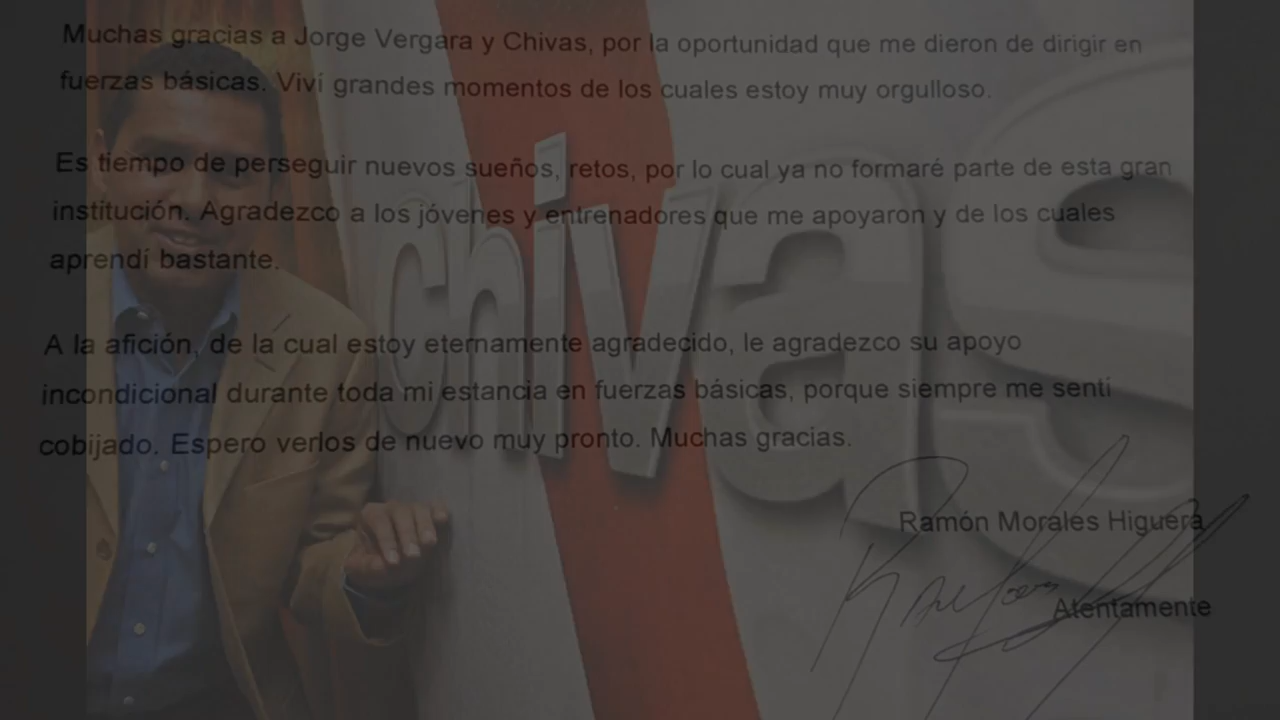 Muchas gracias a Jorge Vergara y Chivas, por la oportunidad que me dieron de dirigir en
fuerzas básicas. Viví grandes momentos de los cuales estoy muy orgulloso.
Es tiempo de perseguir nuevos sueños, retos, por lo cual ya no formaré parte de esta gran
institución. Agradezco a los jóvenes y entrenadores que me apoyaron y de los cuales
aprendí bastante.
A la afición, de la cual estoy eternamente agradecido, le agradezco su apoyo
incondicional durante toda mi estancia en fuerzas básicas, porque siempre me sentí
cobijado. Espero verlos de nuevo muy pronto. Muchas gracias.
Ramón Morales Higuera
Atentamente
chivas